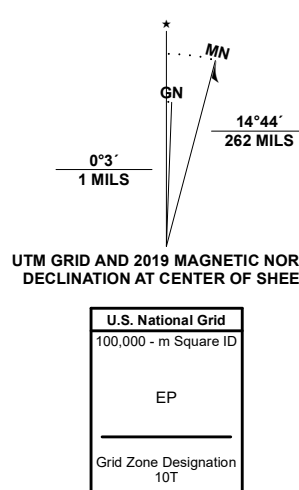 ★
MN
GN
14°44´
262 MILS
0°3´
1 MILS
UTM GRID AND 2019 MAGNETIC NOR
DECLINATION AT CENTER OF SHEE
U.S. National Grid
100,000 - m Square ID
EP
Grid Zone Designation
10T